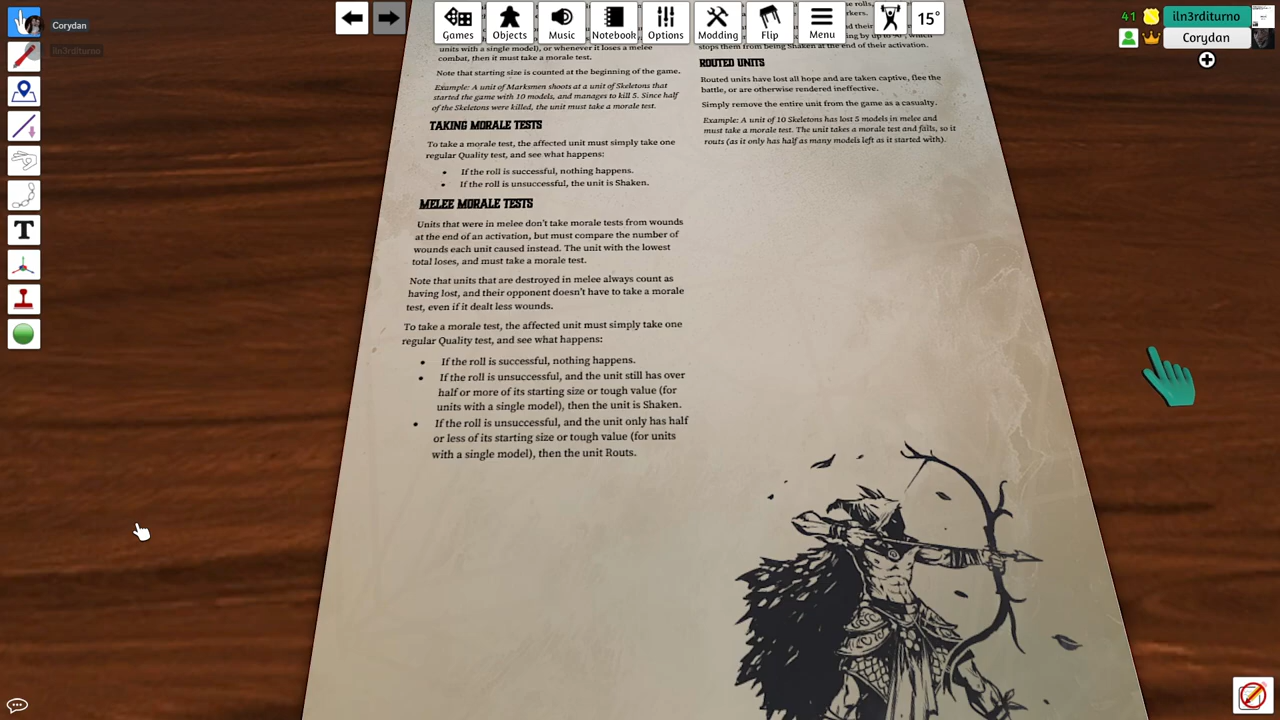 Corydan
iln3rditurno
Games
Objects
Music
Notebook
Options
Modding
Flip
Menu
15°
41
iln3rditurno
Corydan
T
units with a single model), or whenever it loses a melee
combat, then it must take a morale test.
Note that starting size is counted at the beginning of the game.
Example: A unit of Marksmen shoots at a unit of Skeletons that
started the game with 10 models, and manages to kill 5. Since half
of the Skeletons were killed, the unit must take a morale test.
TAKING MORALE TESTS
To take a morale test, the affected unit must simply take one
regular Quality test, and see what happens:
• If the roll is successful, nothing happens.
• If the roll is unsuccessful, the unit is Shaken.
MELEE MORALE TESTS
Units that were in melee don't take morale tests from wounds
at the end of an activation, but must compare the number of
wounds each unit caused instead. The unit with the lowest
total loses, and must take a morale test.
Note that units that are destroyed in melee always count as
having lost, and their opponent doesn't have to take a morale
test, even if it dealt less wounds.
To take a morale test, the affected unit must simply take one
regular Quality test, and see what happens:
• If the roll is successful, nothing happens.
• If the roll is unsuccessful, and the unit still has over
half or more of its starting size or tough value (for
units with a single model), then the unit is Shaken.
• If the roll is unsuccessful, and the unit only has half
or less of its starting size or tough value (for units
with a single model), then the unit Routs.
stops them from being Shaken at the end of their activation.
ROUTED UNITS
Routed units have lost all hope and are taken captive, flee the
battle, or are otherwise rendered ineffective.
Simply remove the entire unit from the game as a casualty.
Example: A unit of 10 Skeletons has lost 5 models in melee and
must take a morale test. The unit takes a morale test and fails, so it
routs (as it only has half as many models left as it started with).